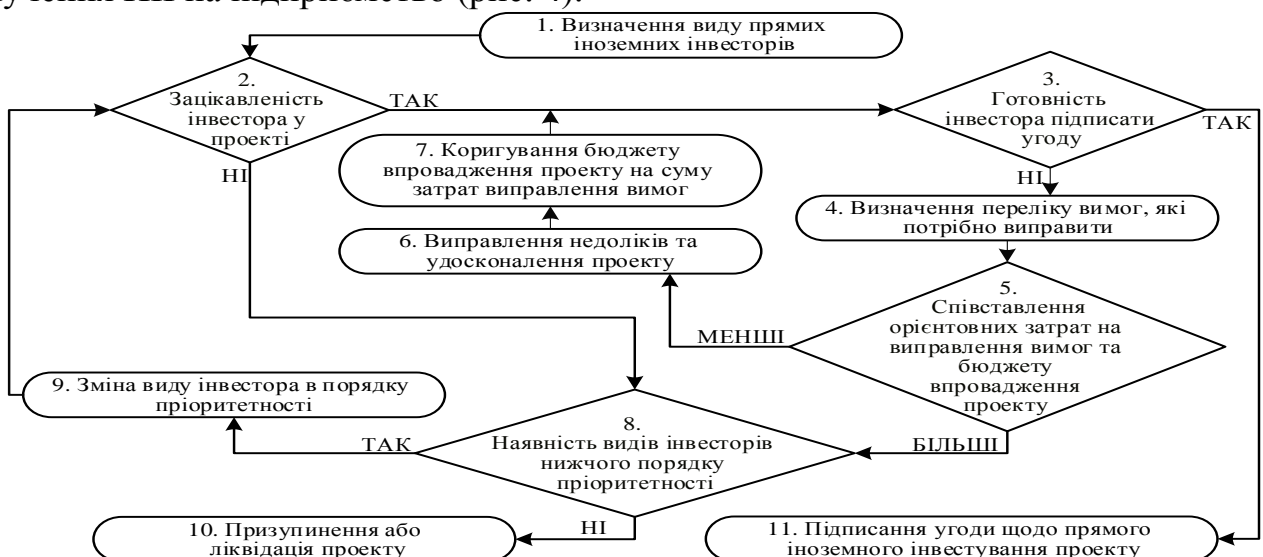 1. Визначення виду прямих
іноземних інвесторів
2.
Зацікавленість
інвестора у
проекті
ТАК
НІ
3.
Готовність
інвестора підписати
угоду
ТАК
НІ
7. Коригування бюджету
впровадження проекту на суму
затрат виправлення вимог
4. Визначення переліку вимог, які
потрібно виправити
6. Виправлення недоліків та
удосконалення проекту
5.
Співставлення
орієнтовних затрат на
виправлення вимог та
бюджету
впровадження
проекту
МЕНШІ
БІЛЬШІ
9. Зміна виду інвестора в порядку
пріоритетності
8.
Наявність видів інвесторів
нижчого порядку
пріоритетності
ТАК
НІ
10. Призупинення або
ліквідація проекту
11. Підписання угоди щодо прямого
іноземного інвестування проекту